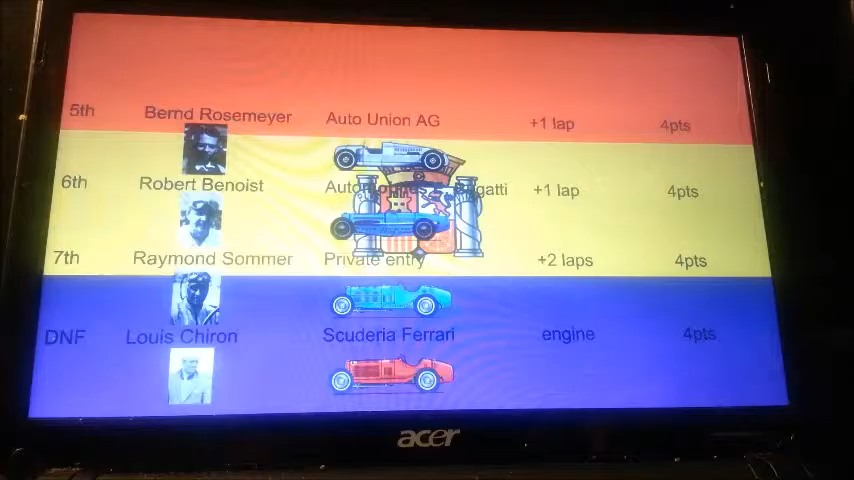 5th Bernd Rosemeyer Auto Union AG +1 lap 4pts
6th Robert Benoist +1 lap 4pts
7th Raymond Sommer Private entry +2 laps 4pts
DNF Louis Chiron Scuderia Ferrari engine 4pts
acer